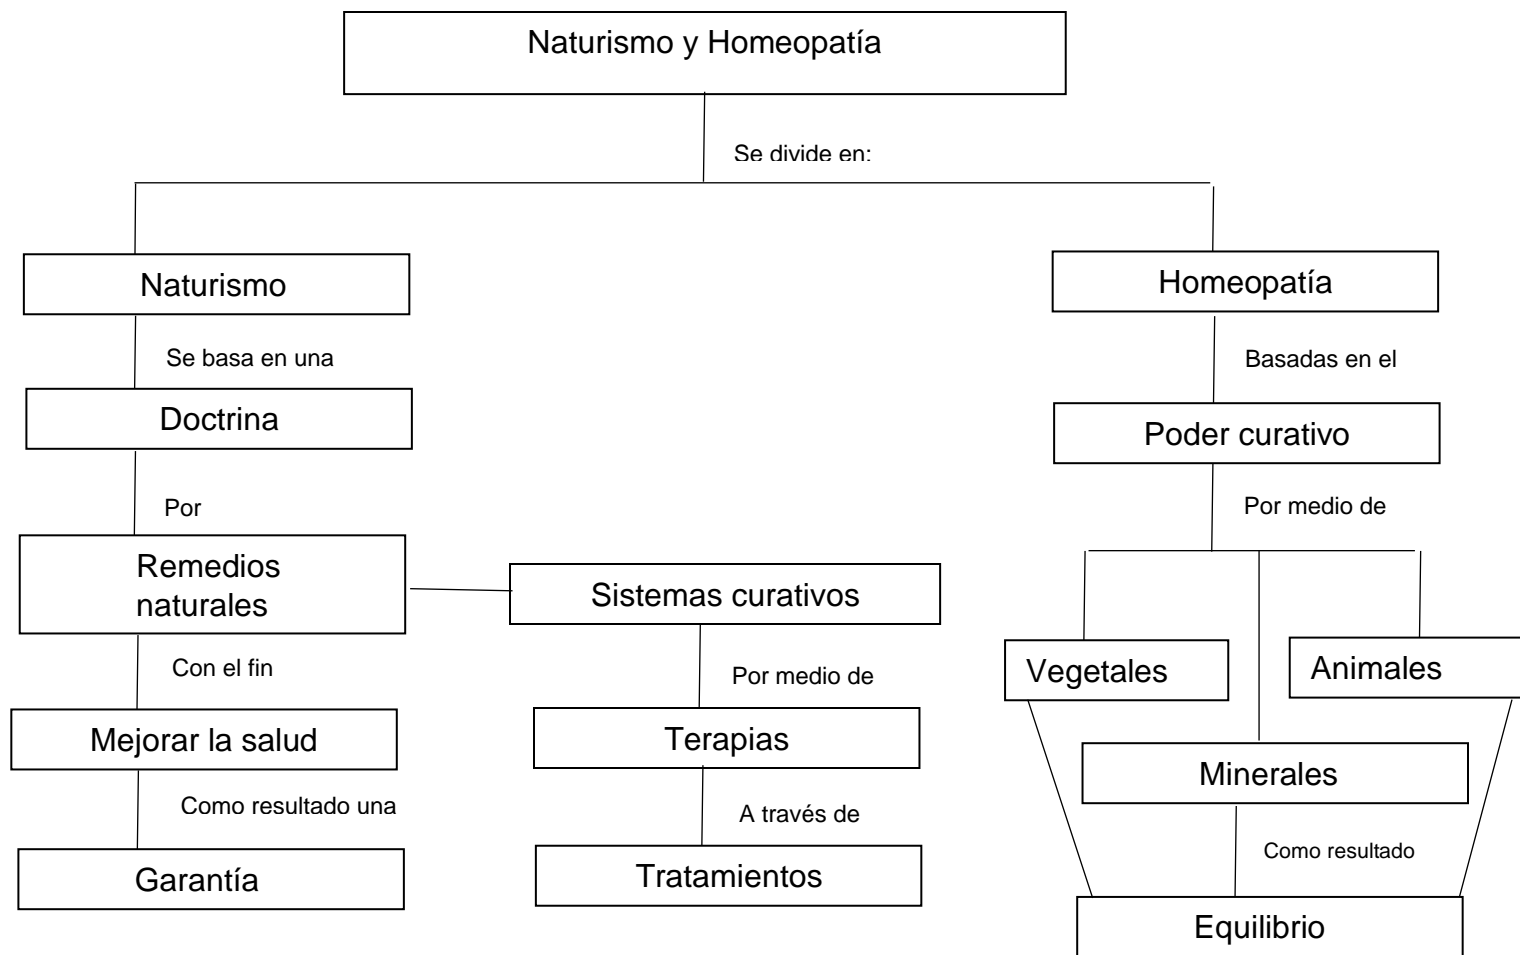 Naturismo y Homeopatía
Se divide en:
Naturismo
Homeopatía
Se basa en una
Basadas en el
Doctrina
Poder curativo
Por
Por medio de
Remedios
naturales
Sistemas curativos
Vegetales
Animales
Con el fin
Por medio de
Mejorar la salud
Terapias
Minerales
Como resultado una
A través de
Como resultado
Garantía
Tratamientos
Equilibrio